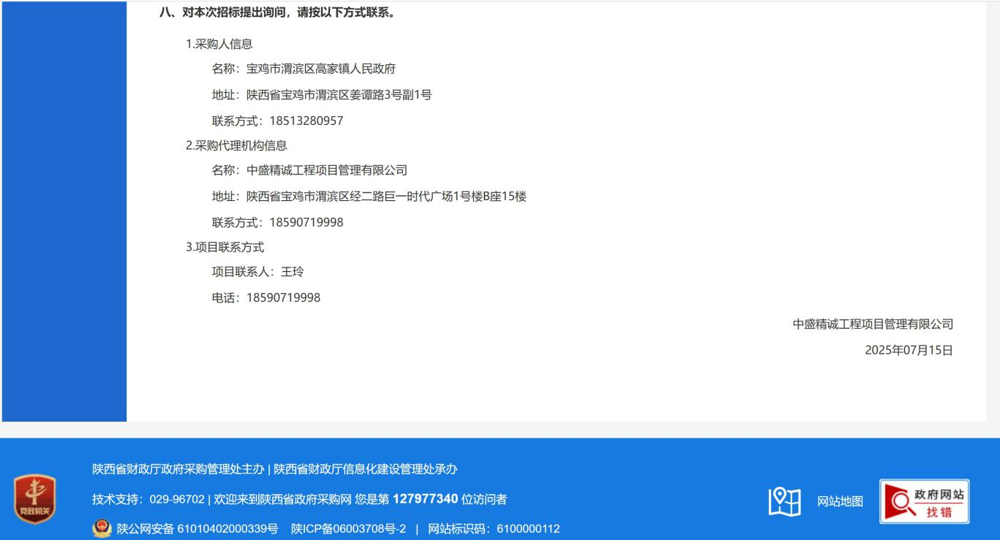 八、对本次招标提出询问，请按以下方式联系。
1.采购人信息
名称：宝鸡市渭滨区高家镇人民政府
地址：陕西省宝鸡市渭滨区姜谭路3号副1号
联系方式：18513280957
2.采购代理机构信息
名称：中盛精诚工程项目管理有限公司
地址：陕西省宝鸡市渭滨区经二路巨一时代广场1号楼B座15楼
联系方式：18590719998
3.项目联系方式
项目联系人：王玲
电话：18590719998
中盛精诚工程项目管理有限公司
2025年07月15日
陕西省财政厅政府采购管理处主办 | 陕西省财政厅信息化建设管理处承办
技术支持：029-96702 | 欢迎来到陕西省政府采购网 您是第 127977340 位访问者
陕公网安备 61010402000339号 陕ICP备06003708号-2 | 网站标识码：6100000112
党政机关
网站地图
政府网站
找错